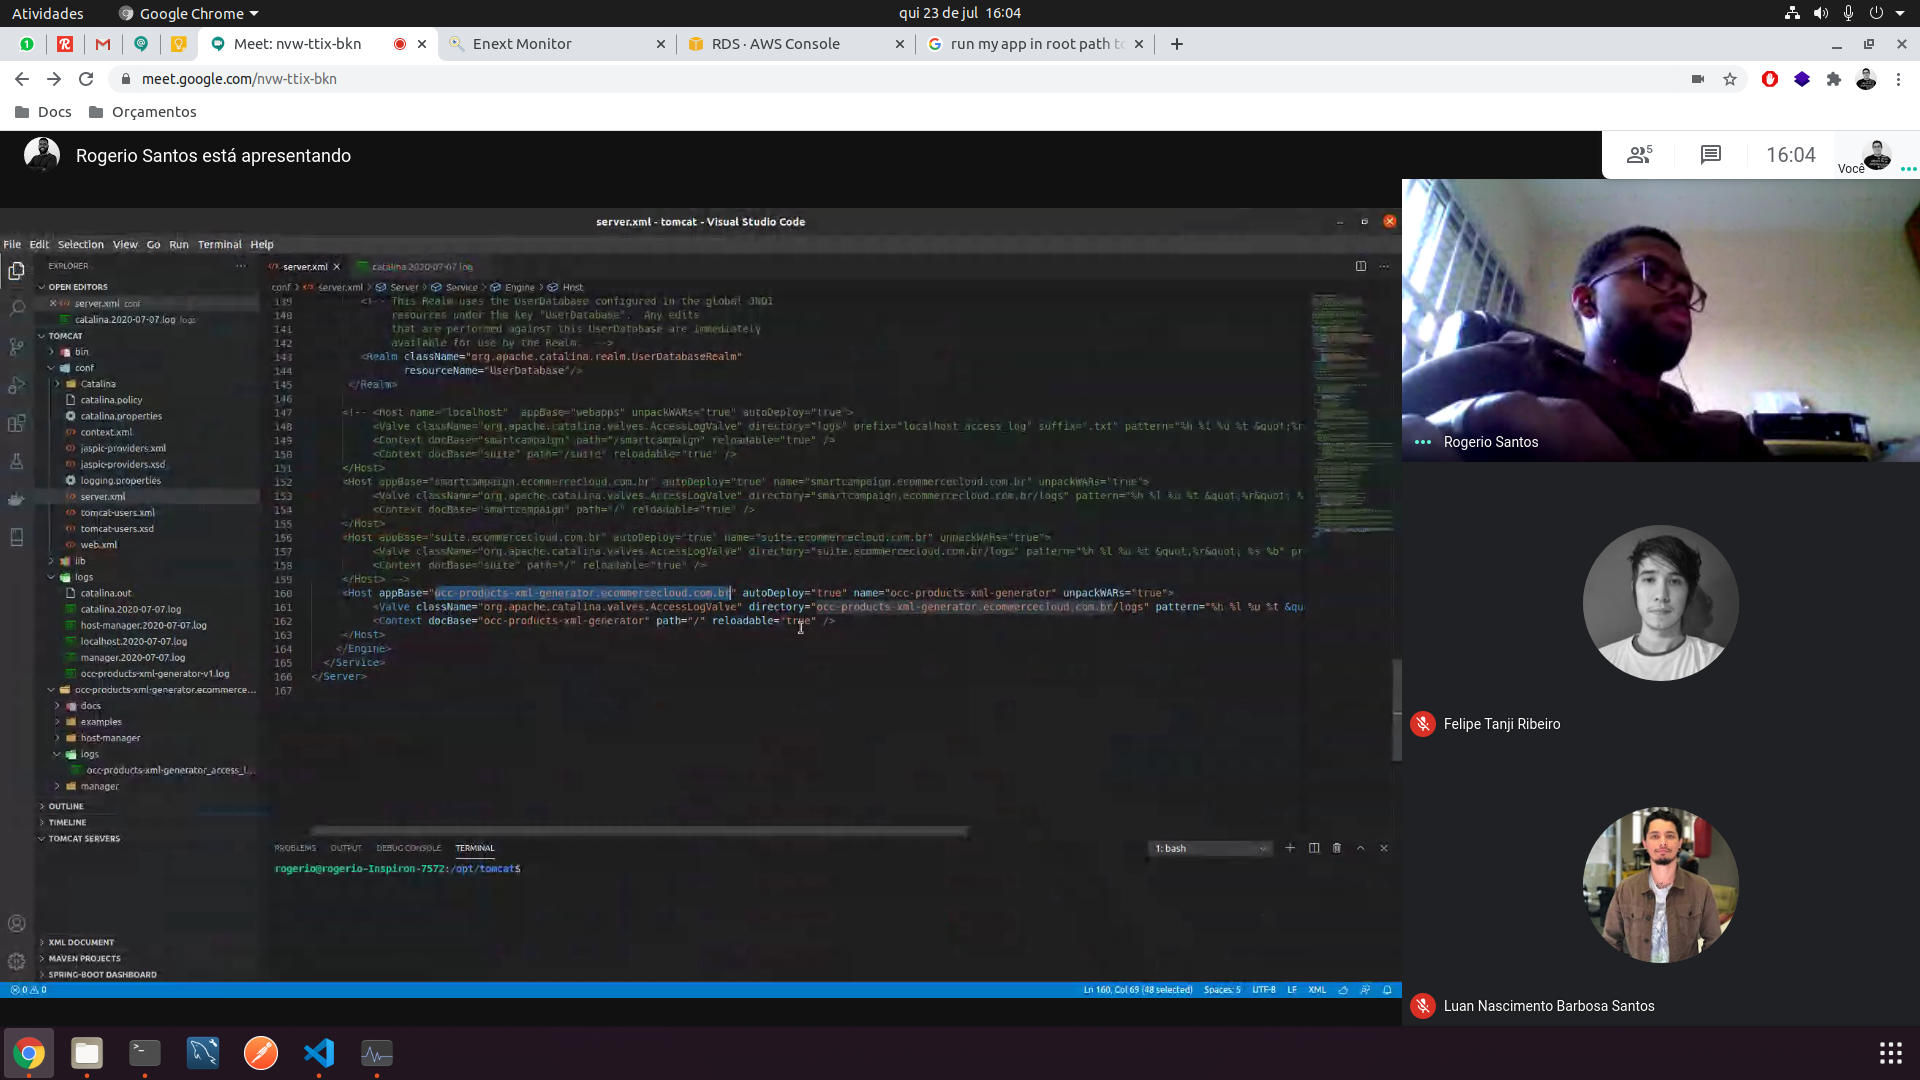 Atividades
Google Chrome
qui 23 de jul 16:04
Meet: nvw-ttix-bkn
Enext Monitor
RDS · AWS Console
run my app in root path to
meet.google.com/nvw-ttix-bkn
Docs
Orçamentos
Rogerio Santos está apresentando
5
16:04
Você
server.xml - tomcat - Visual Studio Code
File Edit Selection View Go Run Terminal Help
EXPLORER
server.xml
catalina.2020-07-07.log
OPEN EDITORS
server.xml conf
catalina.2020-07-07.log logs
TOMCAT
bin
conf
Catalina
catalina.policy
catalina.properties
context.xml
jaspic-providers.xml
jaspic-providers.xsd
logging.properties
server.xml
tomcat-users.xml
tomcat-users.xsd
web.xml
lib
logs
catalina.out
catalina.2020-07-07.log
host-manager.2020-07-07.log
localhost.2020-07-07.log
manager.2020-07-07.log
occ-products-xml-generator-v1.log
occ-products-xml-generator.ecommerce...
docs
examples
host-manager
logs
occ-products-xml-generator_access_l...
manager
OUTLINE
TIMELINE
TOMCAT SERVERS
XML DOCUMENT
MAVEN PROJECTS
SPRING-BOOT DASHBOARD
conf > server.xml > Server > Service > Engine > Host
139 <!-- This Realm uses the UserDatabase configured in the global JNDI
140 resources under the key "UserDatabase". Any edits
141 that are performed against this UserDatabase are immediately
142 available for use by the Realm. -->
143 <Realm className="org.apache.catalina.realm.UserDatabaseRealm"
144 resourceName="UserDatabase"/>
145 </Realm>
146
147 <!-- <Host name="localhost" appBase="webapps" unpackWARs="true" autoDeploy="true">
148 <Valve className="org.apache.catalina.valves.AccessLogValve" directory="logs" prefix="localhost_access_log" suffix=".txt" pattern="%h %l %u %t &quot;%r
149 <Context docBase="smartcampaign" path="/smartcampaign" reloadable="true" />
150 <Context docBase="suite" path="/suite" reloadable="true" />
151 </Host>
152 <Host appBase="smartcampaign.ecommercecloud.com.br" autoDeploy="true" name="smartcampaign.ecommercecloud.com.br" unpackWARs="true">
153 <Valve className="org.apache.catalina.valves.AccessLogValve" directory="smartcampaign.ecommercecloud.com.br/logs" pattern="%h %l %u %t &quot;%r&quot; %
154 <Context docBase="smartcampaign" path="/" reloadable="true" />
155 </Host>
156 <Host appBase="suite.ecommercecloud.com.br" autoDeploy="true" name="suite.ecommercecloud.com.br" unpackWARs="true">
157 <Valve className="org.apache.catalina.valves.AccessLogValve" directory="suite.ecommercecloud.com.br/logs" pattern="%h %l %u %t &quot;%r&quot; %s %b" pr
158 <Context docBase="suite" path="/" reloadable="true" />
159 </Host> -->
160 <Host appBase="occ-products-xml-generator.ecommercecloud.com.br" autoDeploy="true" name="occ-products-xml-generator" unpackWARs="true">
161 <Valve className="org.apache.catalina.valves.AccessLogValve" directory="occ-products-xml-generator.ecommercecloud.com.br/logs" pattern="%h %l %u %t &qu
162 <Context docBase="occ-products-xml-generator" path="/" reloadable="true" />
163 </Host>
164 </Engine>
165 </Service>
166 </Server>
167
PROBLEMS OUTPUT DEBUG CONSOLE TERMINAL
1: bash
rogerio@rogerio-Inspiron-7572:/opt/tomcat$
0 0
Ln 160, Col 69 (48 selected) Spaces: 5 UTF-8 LF XML
Rogerio Santos
Felipe Tanji Ribeiro
Luan Nascimento Barbosa Santos